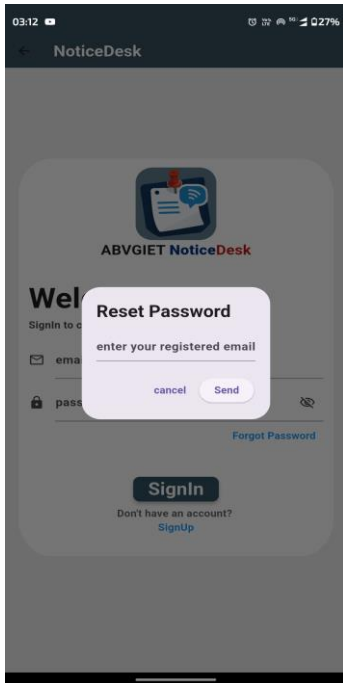 03:12 27%
NoticeDesk
ABVGIET NoticeDesk
Wel
SignIn to c
Reset Password
enter your registered email
ema
cancel Send
pass
Forgot Password
SignIn
Don't have an account?
SignUp